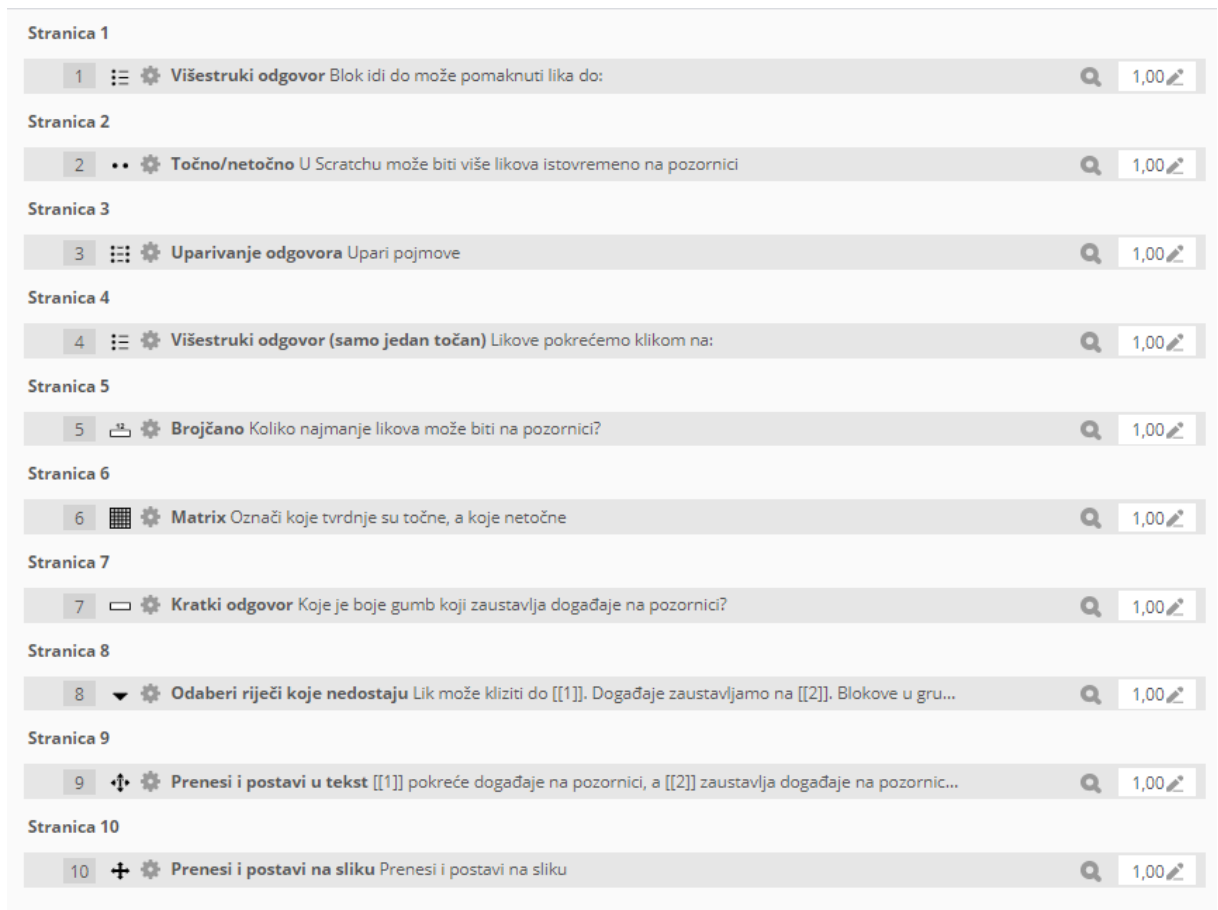 Stranica 1
1 Višestruki odgovor Blok idi do može pomaknuti lika do: 1,00
Stranica 2
2 Točno/netočno U Scratchu može biti više likova istovremeno na pozornici 1,00
Stranica 3
3 Uparivanje odgovora Upari pojmove 1,00
Stranica 4
4 Višestruki odgovor (samo jedan točan) Likove pokrećemo klikom na: 1,00
Stranica 5
5 12 Brojčano Koliko najmanje likova može biti na pozornici? 1,00
Stranica 6
6 Matrix Označi koje tvrdnje su točne, a koje netočne 1,00
Stranica 7
7 Kratki odgovor Koje je boje gumb koji zaustavlja događaje na pozornici? 1,00
Stranica 8
8 Odaberi riječi koje nedostaju Lik može kliziti do [[1]]. Događaje zaustavljamo na [[2]]. Blokove u gru... 1,00
Stranica 9
9 Prenesi i postavi u tekst [[1]] pokreće događaje na pozornici, a [[2]] zaustavlja događaje na pozornic... 1,00
Stranica 10
10 Prenesi i postavi na sliku Prenesi i postavi na sliku 1,00